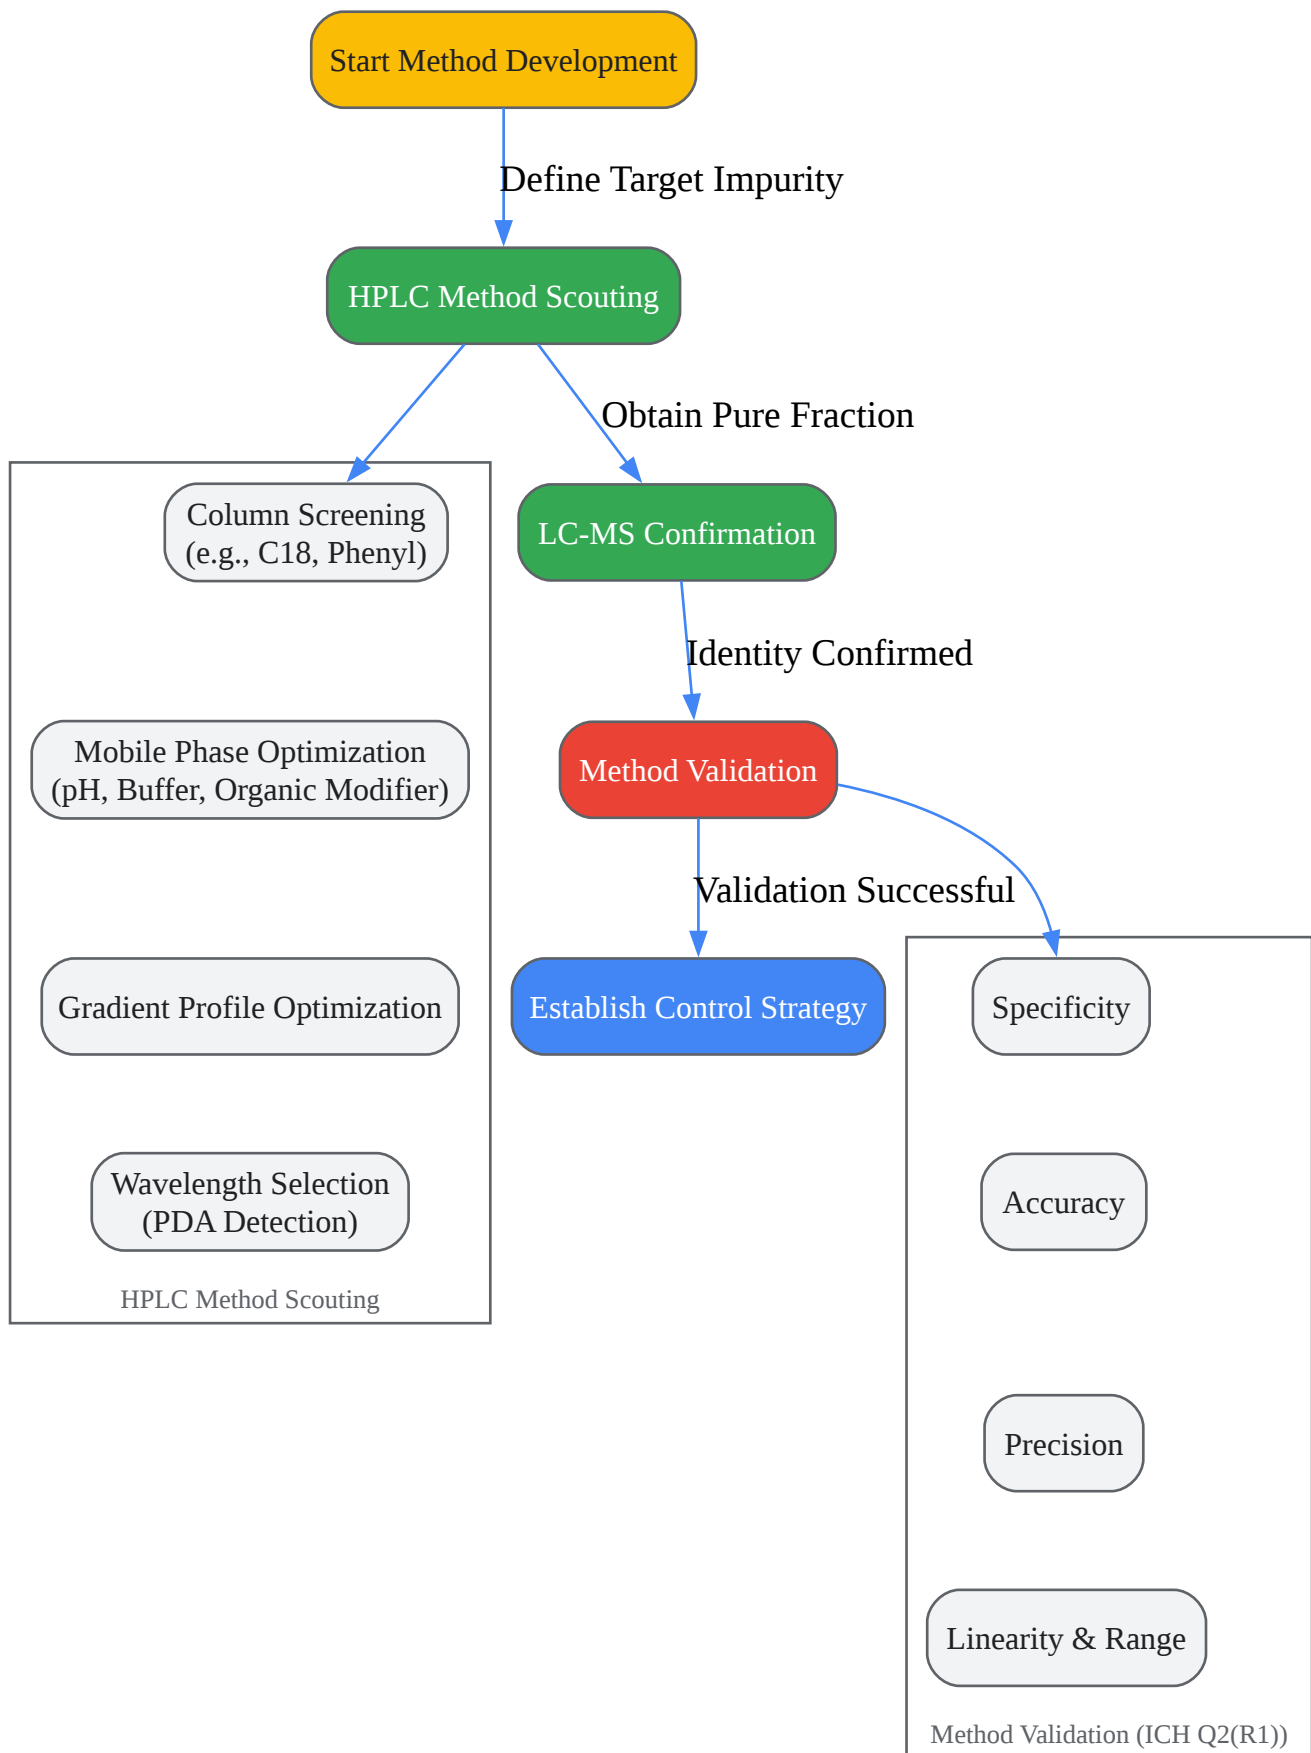 Start Method Development
Define Target Impurity
HPLC Method Scouting
Obtain Pure Fraction
Column Screening
(e.g., C18, Phenyl)
LC-MS Confirmation
Identity Confirmed
Mobile Phase Optimization
(pH, Buffer, Organic Modifier)
Method Validation
Validation Successful
Gradient Profile Optimization
Establish Control Strategy
Specificity
Wavelength Selection
(PDA Detection)
Accuracy
HPLC Method Scouting
Precision
Linearity & Range
Method Validation (ICH Q2(R1))